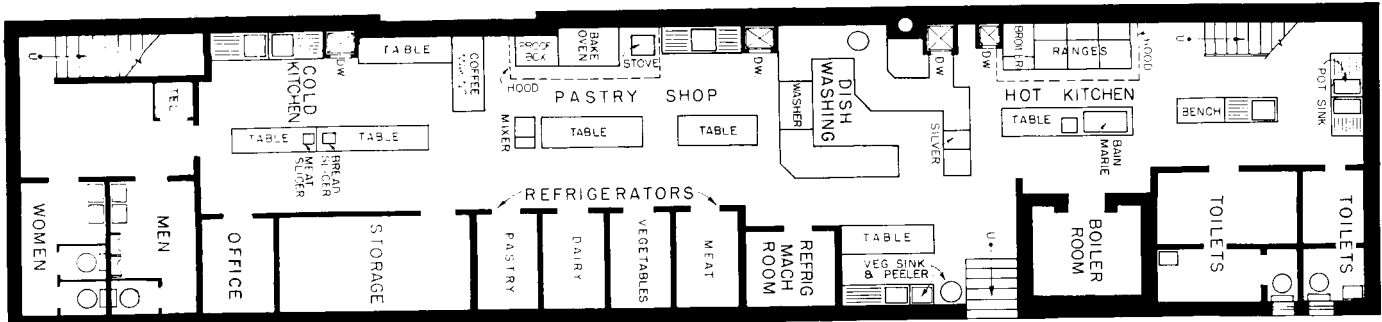 U
TEL
WOMEN
MEN
COLD
KITCHEN
DW
TABLE
COFFEE
TABLE
MEAT
SLICER
BREAD
SLICER
TABLE
OFFICE
STORAGE
PROOF
BOX
BAKE
OVEN
STOVE
HOOD
DW
PASTRY SHOP
MIXER
TABLE
TABLE
REFRIGERATORS
PASTRY
DAIRY
VEGETABLES
MEAT
REFRIG
MACH
ROOM
WASHER
DISH
WASHING
DW
SILVER
TABLE
VEG SINK
& PEELER
U
DW
BROILER
RANGES
HOOD
HOT KITCHEN
TABLE
BAIN
MARIE
BOILER
ROOM
U
BENCH
POT SINK
TOILETS
TOILETS